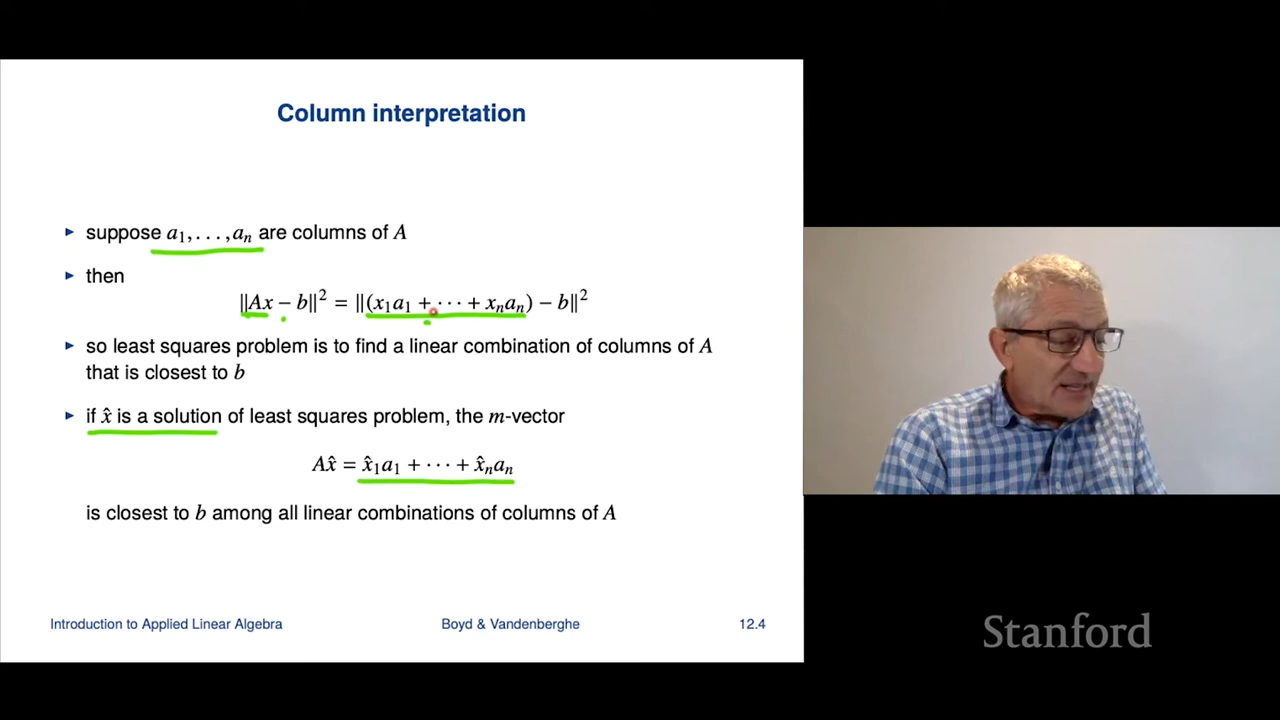 Column interpretation
▶ suppose a₁, . . . , aₙ are columns of A
▶ then
‖Ax − b‖² = ‖(x₁a₁ + · · · + xₙaₙ) − b‖²
▶ so least squares problem is to find a linear combination of columns of A
that is closest to b
▶ if x̂ is a solution of least squares problem, the m-vector
Ax̂ = x̂₁a₁ + · · · + x̂ₙaₙ
is closest to b among all linear combinations of columns of A
Introduction to Applied Linear Algebra Boyd & Vandenberghe 12.4
Stanford